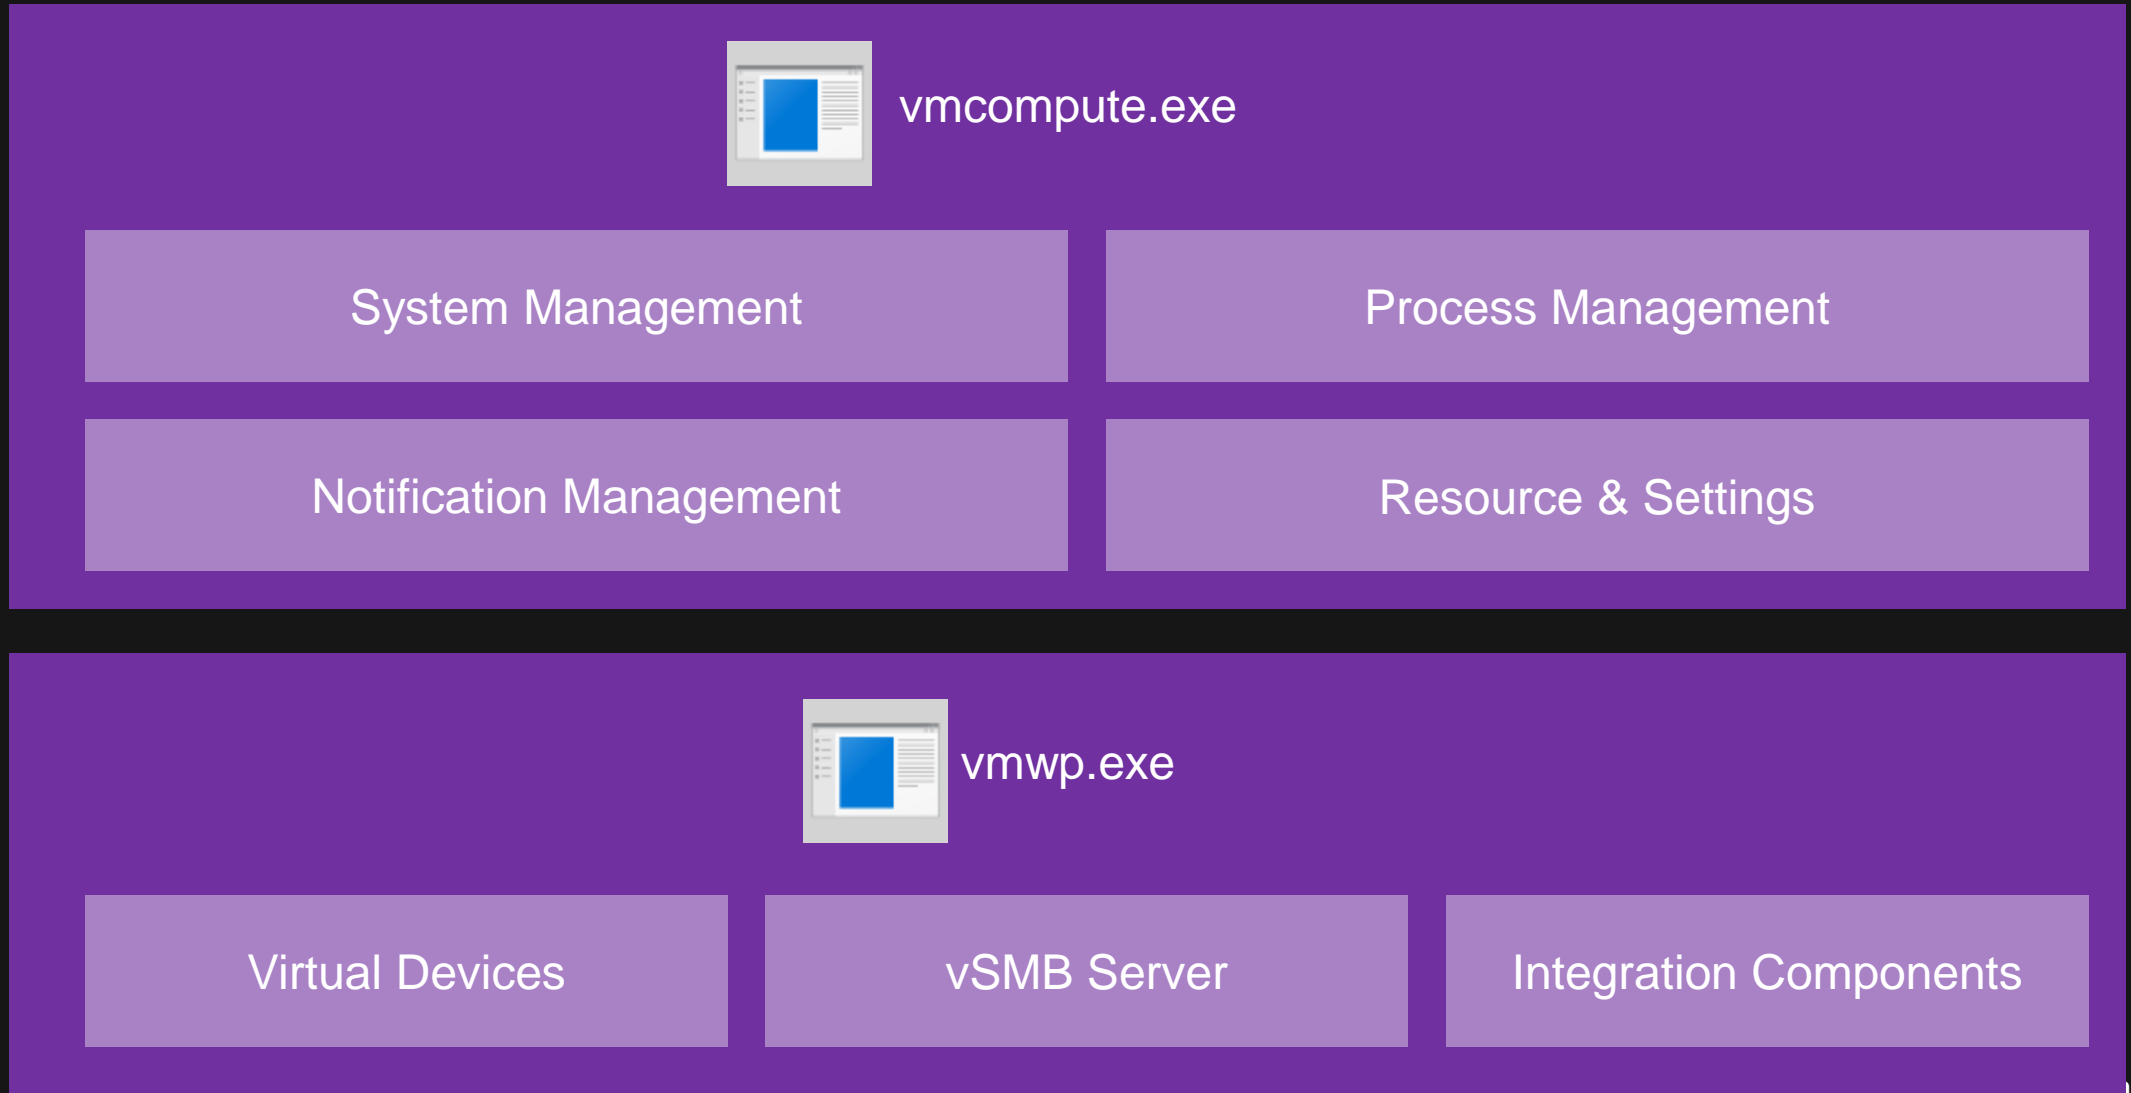 vmcompute.exe
System Management
Process Management
Notification Management
Resource & Settings
vmwp.exe
Virtual Devices
vSMB Server
Integration Components